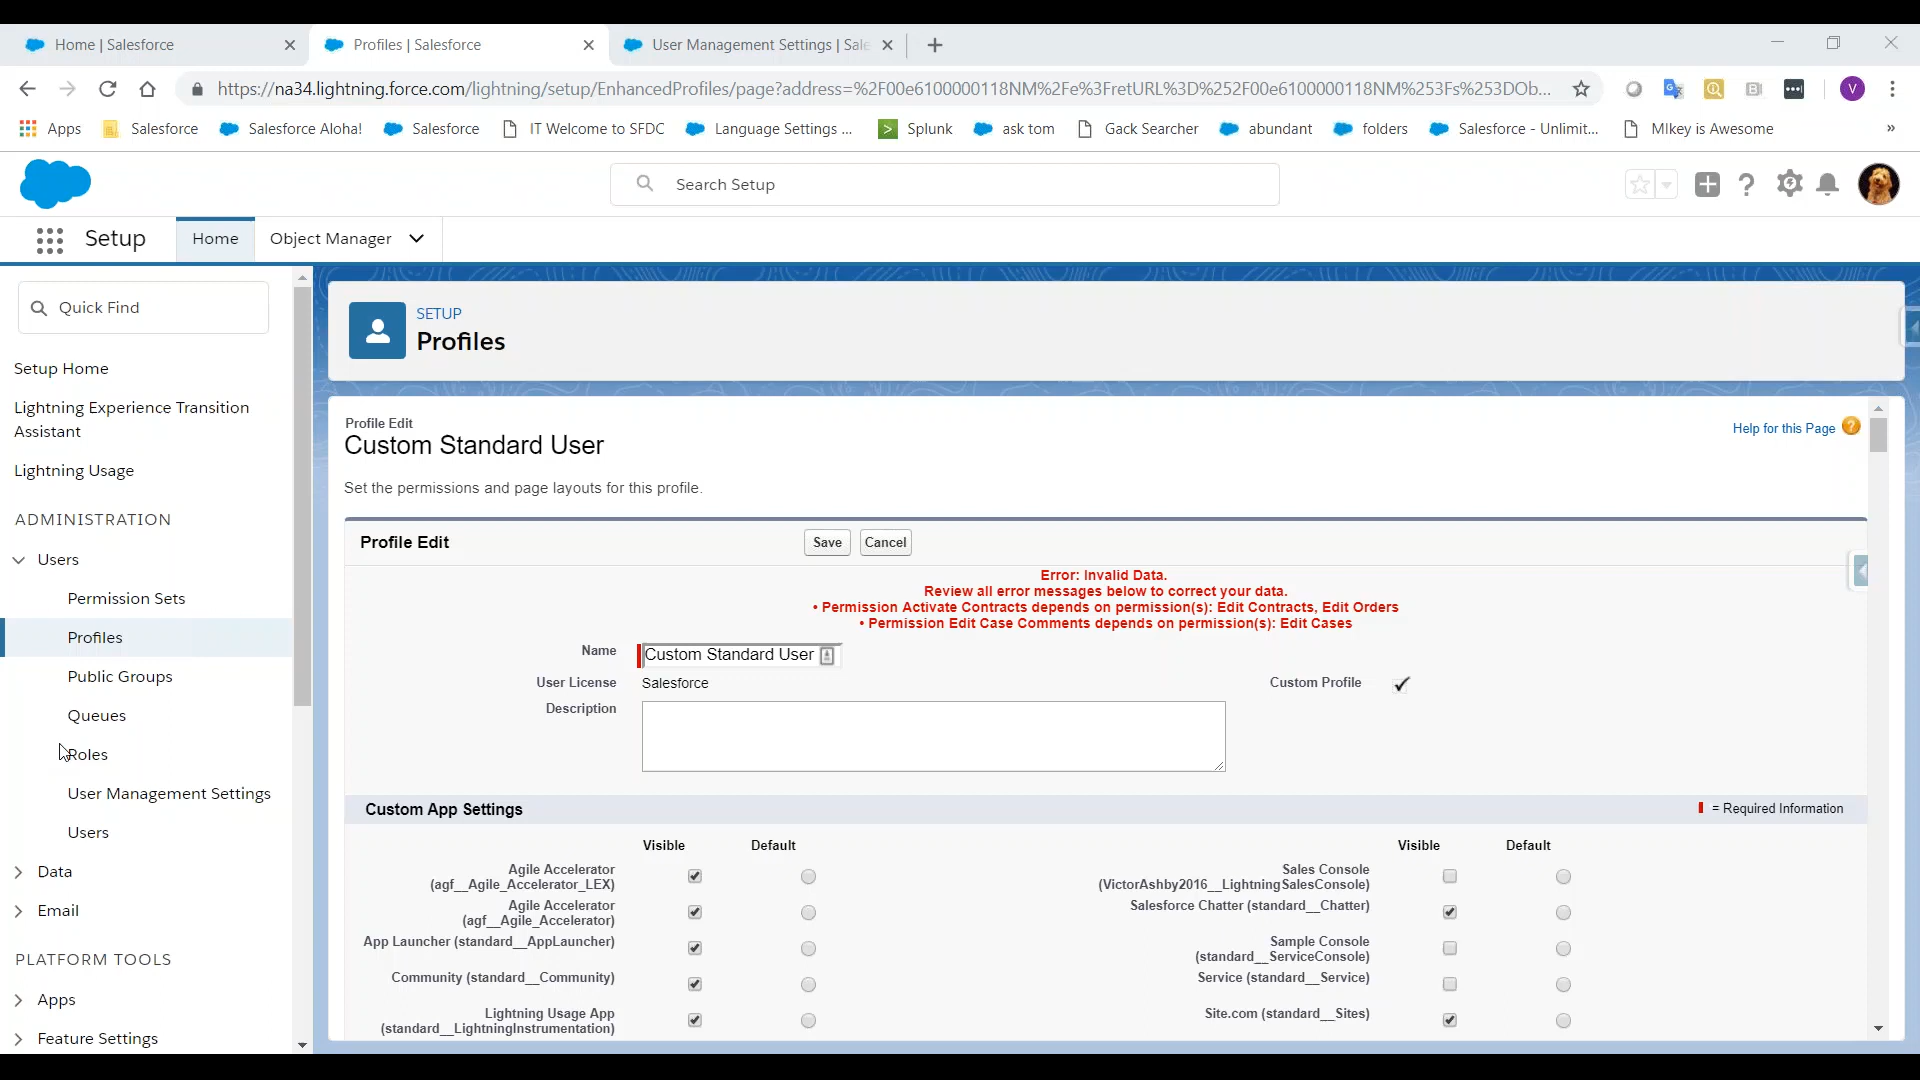 Home | Salesforce
Profiles | Salesforce
User Management Settings | Sale
https://na34.lightning.force.com/lightning/setup/EnhancedProfiles/page?address=%2F00e6100000118NM%2Fe%3FretURL%3D%252F00e6100000118NM%253Fs%253DOb...
V
Apps
Salesforce
Salesforce Aloha!
Salesforce
IT Welcome to SFDC
Language Settings ...
Splunk
ask tom
Gack Searcher
abundant
folders
Salesforce - Unlimit...
MIkey is Awesome
»
Search Setup
Setup
Home
Object Manager
Quick Find
Setup Home
Lightning Experience Transition
Assistant
Lightning Usage
ADMINISTRATION
Users
Permission Sets
Profiles
Public Groups
Queues
Roles
User Management Settings
Users
Data
Email
PLATFORM TOOLS
Apps
Feature Settings
SETUP
Profiles
Profile Edit
Custom Standard User
Help for this Page
Set the permissions and page layouts for this profile.
Profile Edit
Save
Cancel
Error: Invalid Data.
Review all error messages below to correct your data.
• Permission Activate Contracts depends on permission(s): Edit Contracts, Edit Orders
• Permission Edit Case Comments depends on permission(s): Edit Cases
Name
Custom Standard User
User License
Salesforce
Custom Profile
Description
Custom App Settings
= Required Information
Visible
Default
Visible
Default
Agile Accelerator
(agf__Agile_Accelerator_LEX)
Agile Accelerator
(agf__Agile_Accelerator)
App Launcher (standard__AppLauncher)
Community (standard__Community)
Lightning Usage App
(standard__LightningInstrumentation)
Sales Console
(VictorAshby2016__LightningSalesConsole)
Salesforce Chatter (standard__Chatter)
Sample Console
(standard__ServiceConsole)
Service (standard__Service)
Site.com (standard__Sites)